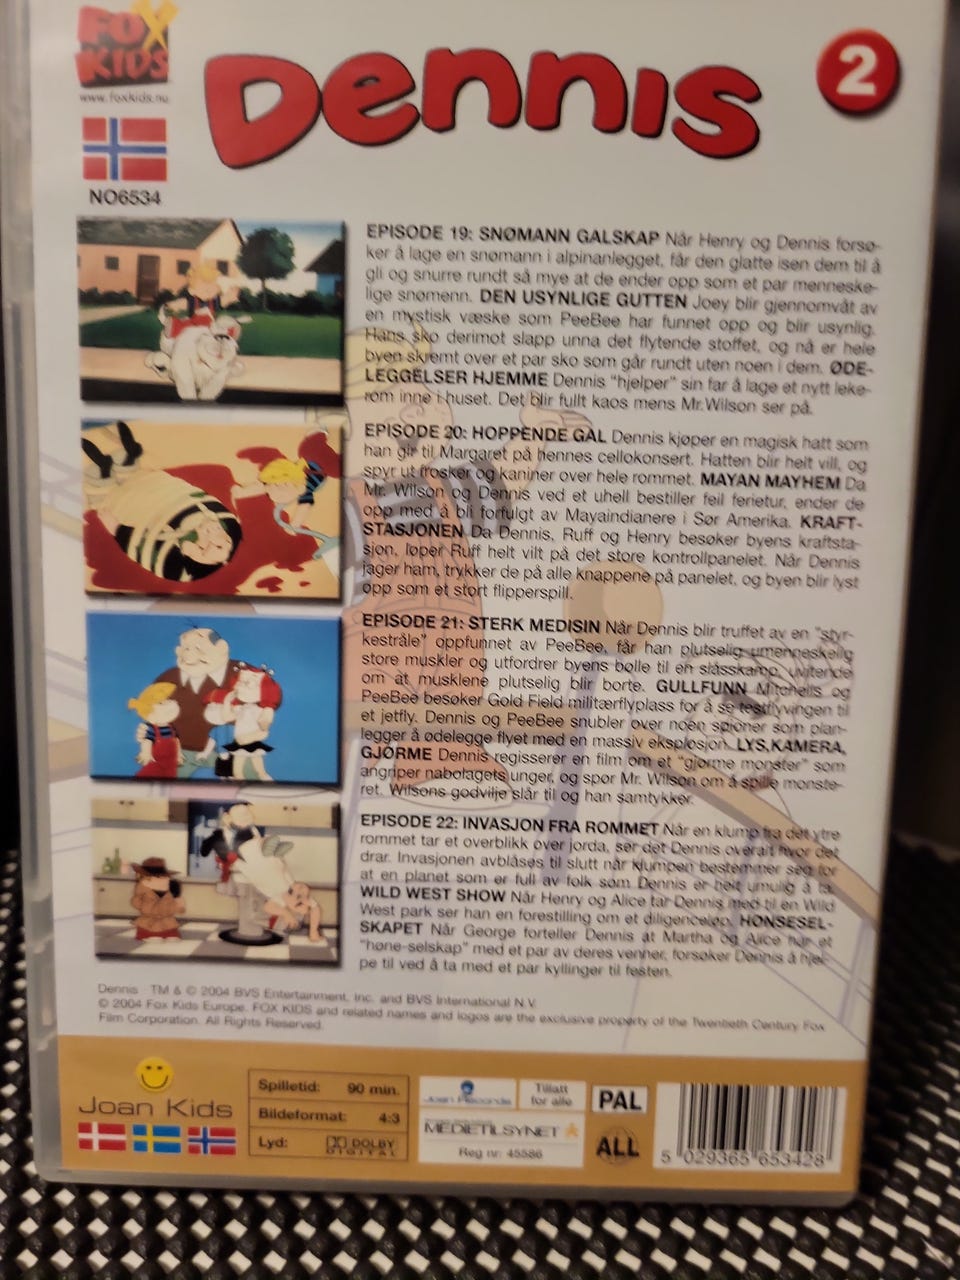 FOX
KIDS
www.foxkids.nu
NO6534
Dennis
2
EPISODE 19: SNØMANN GALSKAP Når Henry og Dennis forsø-
ker å lage en snømann i alpinanlegget, får den glatte isen dem til å
gli og snurre rundt så mye at de ender opp som et par menneske-
lige snømenn. DEN USYNLIGE GUTTEN Joey blir gjennomvåt av
en mystisk væske som PeeBee har funnet opp og blir usynlig.
Hans sko derimot slapp unna det flytende stoffet, og nå er hele
byen skremt over et par sko som går rundt uten noen i dem. ØDE-
LEGGELSER HJEMME Dennis "hjelper" sin far å lage et nytt leke-
rom inne i huset. Det blir fullt kaos mens Mr.Wilson ser på.
EPISODE 20: HOPPENDE GAL Dennis kjøper en magisk hatt som
han gir til Margaret på hennes cellokonsert. Hatten blir helt vill, og
spyr ut frosker og kaniner over hele rommet. MAYAN MAYHEM Da
Mr. Wilson og Dennis ved et uhell bestiller feil ferietur, ender de
opp med å bli forfulgt av Mayaindianere i Sør Amerika. KRAFT-
STASJONEN Da Dennis, Ruff og Henry besøker byens kraftsta-
sjon, løper Ruff helt vilt på det store kontrollpanelet. Når Dennis
jager ham, trykker de på alle knappene på panelet, og byen blir lyst
opp som et stort flipperspill.
EPISODE 21: STERK MEDISIN Når Dennis blir truffet av en "styr-
kestråle" oppfunnet av PeeBee, får han plutselig umenneskelig
store muskler og utfordrer byens bølle til en slåsskamp, uvitende
om at musklene plutselig blir borte. GULLFUNN Mitchells og
PeeBee besøker Gold Field militærflyplass for å se testflyvingen til
et jetfly. Dennis og PeeBee snubler over noen spioner som plan-
legger å ødelegge flyet med en massiv eksplosjon. LYS,KAMERA,
GJØRME Dennis regisserer en film om et "gjørme monster" som
angriper nabolagets unger, og spør Mr. Wilson om å spille monste-
ret. Wilsons godvilje slår til og han samtykker.
EPISODE 22: INVASJON FRA ROMMET Når en klump fra det ytre
rommet tar et overblikk over jorda, ser det Dennis overalt hvor det
drar. Invasjonen avblåses til slutt når klumpen bestemmer seg for
at en planet som er full av folk som Dennis er helt umulig å ta.
WILD WEST SHOW Når Henry og Alice tar Dennis med til en Wild
West park ser han en forestilling om et diligenceløp. HØNSESEL-
SKAPET Når George forteller Dennis at Martha og Alice har et
"høne-selskap" med et par av deres venner, forsøker Dennis å hjel-
pe til ved å ta med et par kyllinger til festen.
Dennis TM & © 2004 BVS Entertainment, Inc. and BVS International N.V.
© 2004 Fox Kids Europe. FOX KIDS and related names and logos are the exclusive property of the Twentieth Century Fox
Film Corporation. All Rights Reserved.
Joan Kids
Spilletid: 90 min.
Bildeformat: 4:3
Lyd: DOLBY
DIGITAL
Joan Records
Tillatt
for alle
MEDIETILSYNET
Reg nr: 45586
PAL
ALL
5 029365 653428